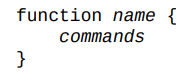 function name {
commands
}